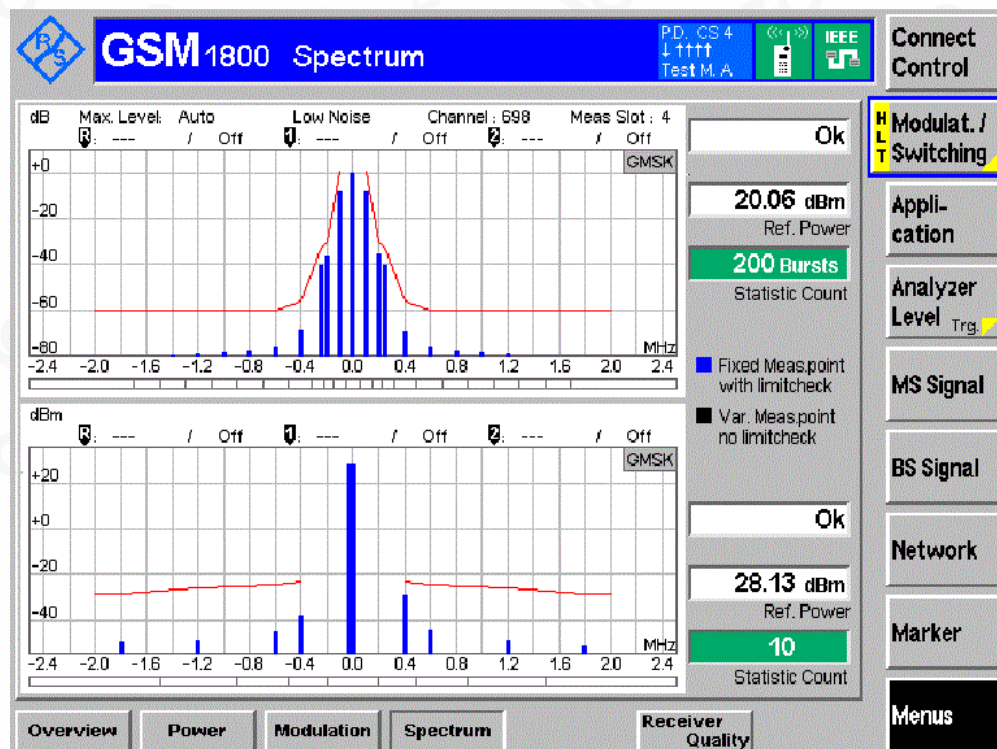 R&S
GSM 1800 Spectrum
P.D. CS 4
↓ ↑↑↑↑
Test M. A
IEEE
Connect
Control
dB Max. Level: Auto Low Noise Channel : 698 Meas Slot : 4
R: --- / Off 1: --- / Off 2: --- / Off
GMSK
+0
-20
-40
-60
-80
MHz
-2.4 -2.0 -1.6 -1.2 -0.8 -0.4 0.0 0.4 0.8 1.2 1.6 2.0 2.4
Ok
20.06 dBm
Ref. Power
200 Bursts
Statistic Count
Fixed Meas.point
with limitcheck
Var. Meas.point
no limitcheck
dBm
R: --- / Off 1: --- / Off 2: --- / Off
GMSK
+20
+0
-20
-40
MHz
-2.4 -2.0 -1.6 -1.2 -0.8 -0.4 0.0 0.4 0.8 1.2 1.6 2.0 2.4
Ok
28.13 dBm
Ref. Power
10
Statistic Count
HLT
Modulat. /
Switching
Appli-
cation
Analyzer
Level Trg.
MS Signal
BS Signal
Network
Marker
Menus
Overview
Power
Modulation
Spectrum
Receiver
Quality